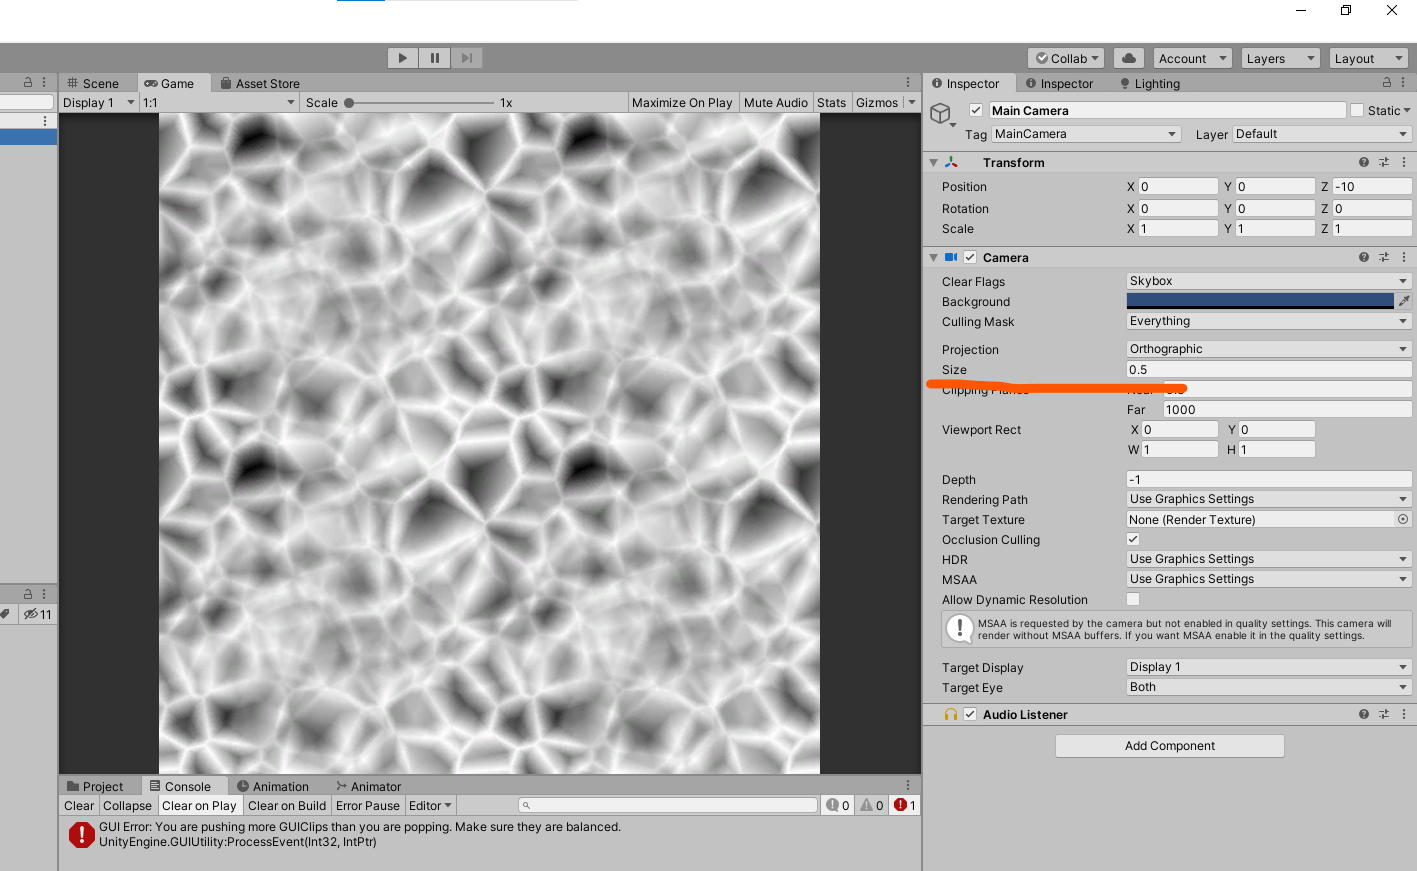 Collab
Account
Layers
Layout
Scene
Game
Asset Store
Inspector
Inspector
Lighting
Display 1
1:1
Scale
1x
Maximize On Play
Mute Audio
Stats
Gizmos
Main Camera
Static
Tag
MainCamera
Layer
Default
Transform
Position X 0 Y 0 Z -10
Rotation X 0 Y 0 Z 0
Scale X 1 Y 1 Z 1
Camera
Clear Flags Skybox
Background
Culling Mask Everything
Projection Orthographic
Size 0.5
Clipping Planes
Far 1000
Viewport Rect X 0 Y 0
W 1 H 1
Depth -1
Rendering Path Use Graphics Settings
Target Texture None (Render Texture)
Occlusion Culling
HDR Use Graphics Settings
MSAA Use Graphics Settings
Allow Dynamic Resolution
MSAA is requested by the camera but not enabled in quality settings. This camera will
render without MSAA buffers. If you want MSAA enable it in the quality settings.
Target Display Display 1
Target Eye Both
Audio Listener
Add Component
11
Project
Console
Animation
Animator
Clear
Collapse
Clear on Play
Clear on Build
Error Pause
Editor
0
0
1
GUI Error: You are pushing more GUIClips than you are popping. Make sure they are balanced.
UnityEngine.GUIUtility:ProcessEvent(Int32, IntPtr)